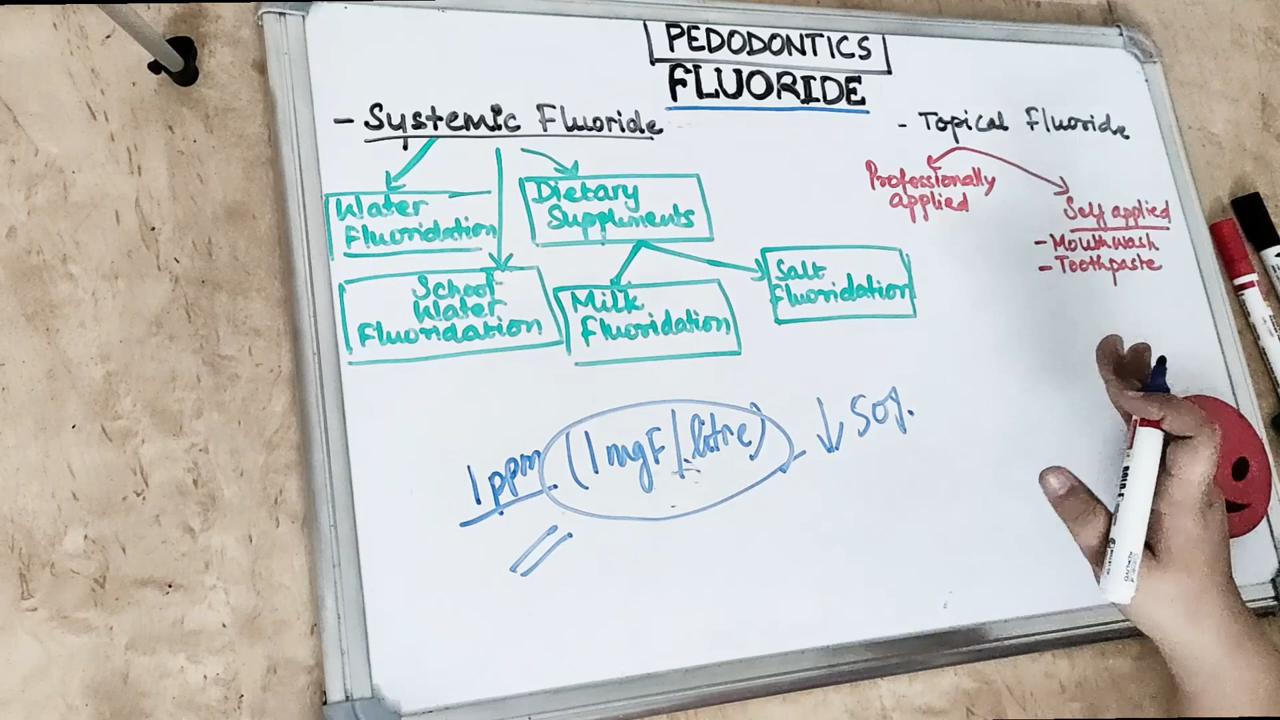 PEDODONTICS
FLUORIDE
- Systemic Fluoride
Water
Fluoridation
Dietary
Suppliments
School
Water
Fluoridation
Milk
Fluoridation
Salt
Fluoridation
- Topical Fluoride
Professionally
applied
Self applied
- Mouthwash
- Toothpaste
1ppm (1mgF/litre) ↓ 50%